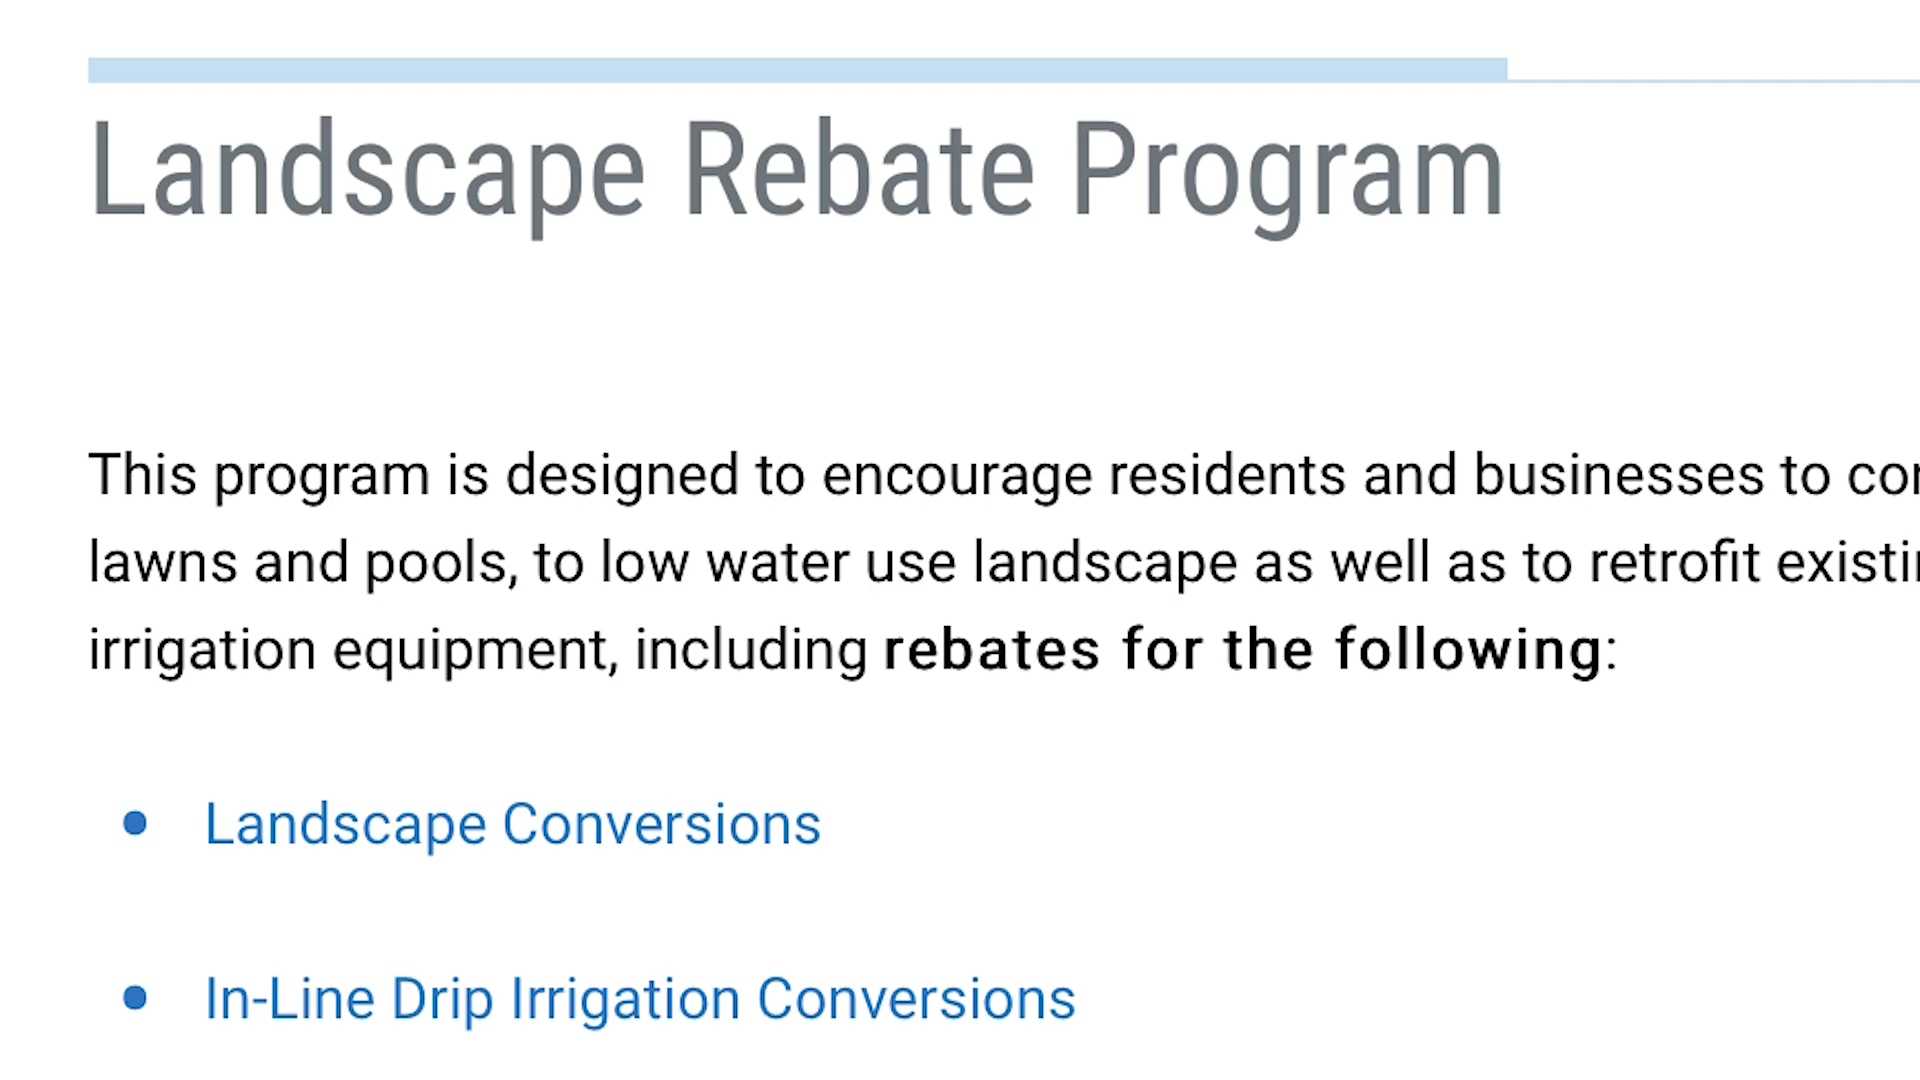 Landscape Rebate Program
This program is designed to encourage residents and businesses to
lawns and pools, to low water use landscape as well as to retrofit
irrigation equipment, including rebates for the following:
• Landscape Conversions
• In-Line Drip Irrigation Conversions